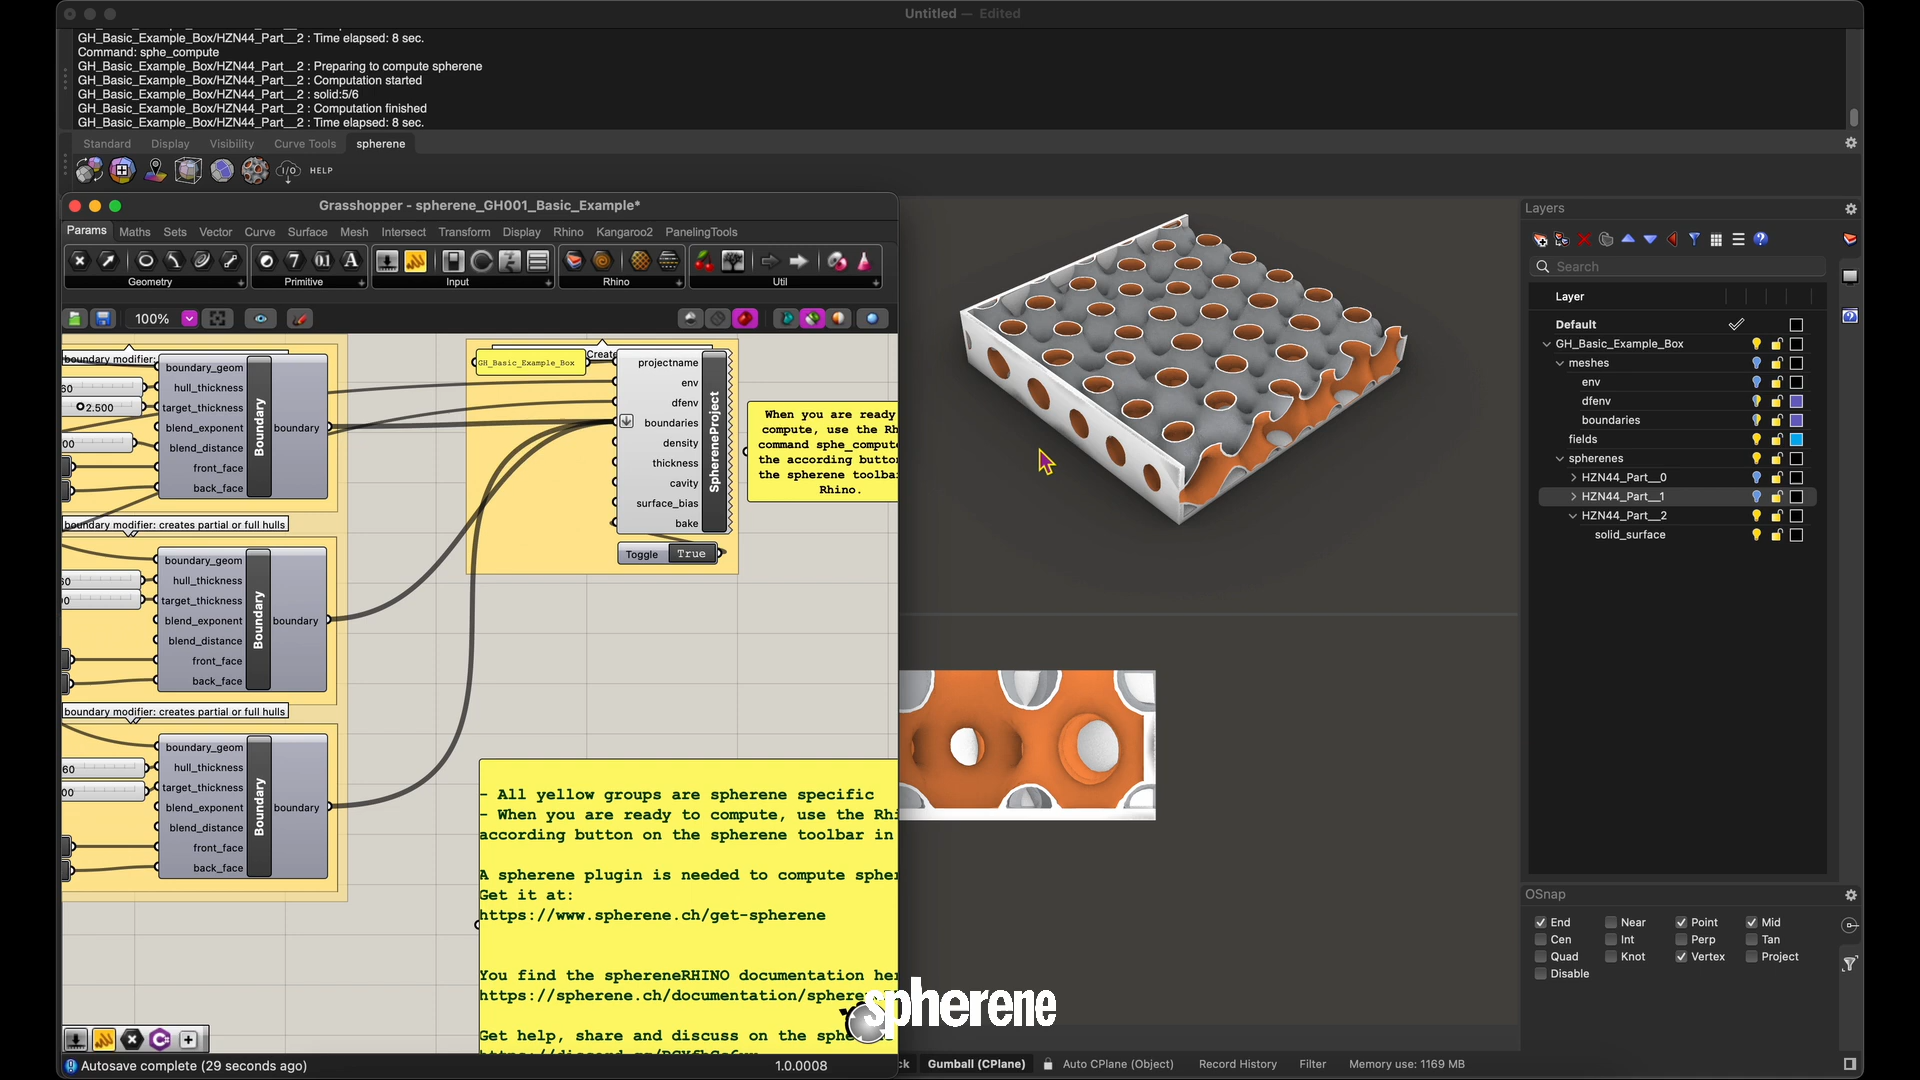 Untitled — Edited
GH_Basic_Example_Box/HZN44_Part__2 : Time elapsed: 8 sec.
Command: sphe_compute
GH_Basic_Example_Box/HZN44_Part__2 : Preparing to compute spherene
GH_Basic_Example_Box/HZN44_Part__2 : Computation started
GH_Basic_Example_Box/HZN44_Part__2 : solid:5/6
GH_Basic_Example_Box/HZN44_Part__2 : Computation finished
GH_Basic_Example_Box/HZN44_Part__2 : Time elapsed: 8 sec.
Standard Display Visibility Curve Tools spherene
I/O HELP
Grasshopper - spherene_GH001_Basic_Example*
Params Maths Sets Vector Curve Surface Mesh Intersect Transform Display Rhino Kangaroo2 PanelingTools
Geometry Primitive Input Rhino Util
100%
boundary modifier:
boundary_geom
hull_thickness
target_thickness
blend_exponent
blend_distance
front_face
back_face
Boundary
boundary
60
2.500
00
boundary modifier: creates partial or full hulls
boundary_geom
hull_thickness
target_thickness
blend_exponent
blend_distance
front_face
back_face
Boundary
boundary
60
00
boundary modifier: creates partial or full hulls
boundary_geom
hull_thickness
target_thickness
blend_exponent
blend_distance
front_face
back_face
Boundary
boundary
60
00
GH_Basic_Example_Box
Create
projectname
env
dfenv
boundaries
density
thickness
cavity
surface_bias
bake
SphereneProject
Toggle True
When you are ready
compute, use the Rh
command sphe_comput
the according butto
the spherene toolba
Rhino.
- All yellow groups are spherene specific
- When you are ready to compute, use the Rhi
according button on the spherene toolbar in
A spherene plugin is needed to compute spher
Get it at:
https://www.spherene.ch/get-spherene
You find the sphereneRHINO documentation her
https://spherene.ch/documentation/sphere
Get help, share and discuss on the sph
Autosave complete (29 seconds ago)
1.0.0008
spherene
Layers
Search
Layer
Default
GH_Basic_Example_Box
meshes
env
dfenv
boundaries
fields
spherenes
HZN44_Part__0
HZN44_Part__1
HZN44_Part__2
solid_surface
OSnap
End Near Point Mid
Cen Int Perp Tan
Quad Knot Vertex Project
Disable
ck Gumball (CPlane) Auto CPlane (Object) Record History Filter Memory use: 1169 MB